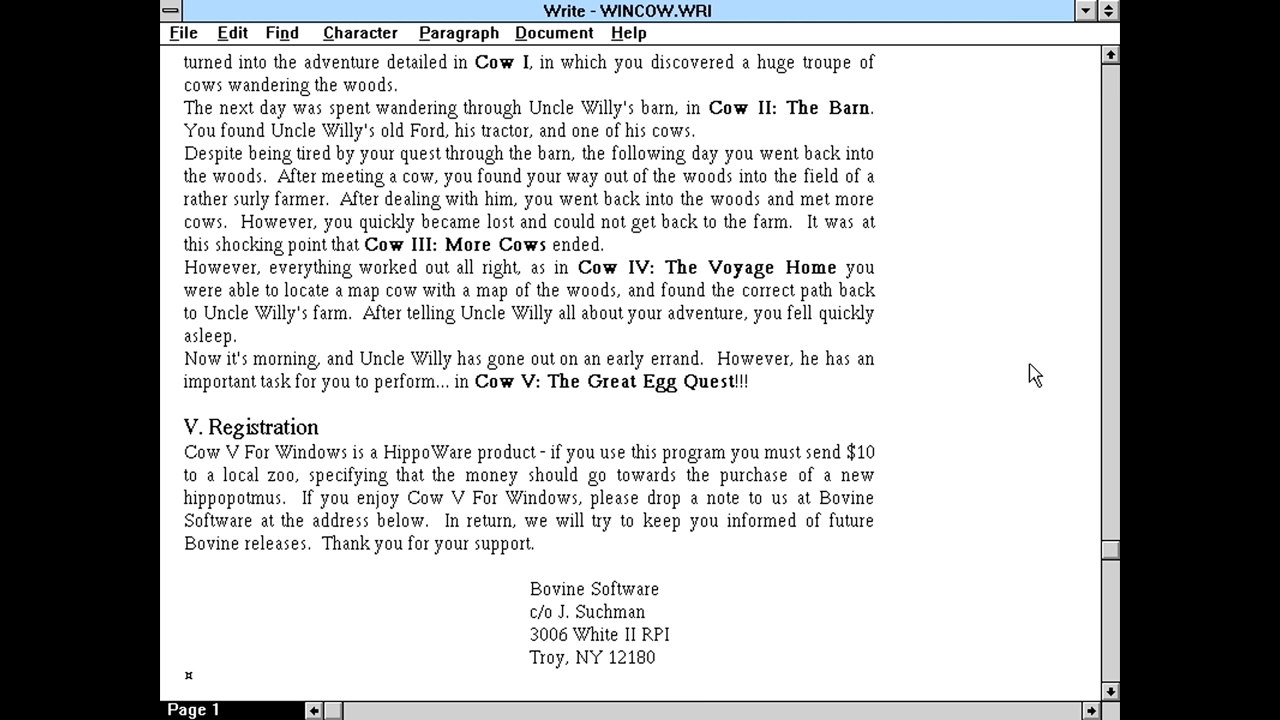 Write - WINCOW.WRI
File Edit Find Character Paragraph Document Help
turned into the adventure detailed in Cow I, in which you discovered a huge troupe of
cows wandering the woods.
The next day was spent wandering through Uncle Willy's barn, in Cow II: The Barn.
You found Uncle Willy's old Ford, his tractor, and one of his cows.
Despite being tired by your quest through the barn, the following day you went back into
the woods. After meeting a cow, you found your way out of the woods into the field of a
rather surly farmer. After dealing with him, you went back into the woods and met more
cows. However, you quickly became lost and could not get back to the farm. It was at
this shocking point that Cow III: More Cows ended.
However, everything worked out all right, as in Cow IV: The Voyage Home you
were able to locate a map cow with a map of the woods, and found the correct path back
to Uncle Willy's farm. After telling Uncle Willy all about your adventure, you fell quickly
asleep.
Now it's morning, and Uncle Willy has gone out on an early errand. However, he has an
important task for you to perform... in Cow V: The Great Egg Quest!!!
V. Registration
Cow V For Windows is a HippoWare product - if you use this program you must send $10
to a local zoo, specifying that the money should go towards the purchase of a new
hippopotmus. If you enjoy Cow V For Windows, please drop a note to us at Bovine
Software at the address below. In return, we will try to keep you informed of future
Bovine releases. Thank you for your support.
Bovine Software
c/o J. Suchman
3006 White II RPI
Troy, NY 12180
¤
Page 1